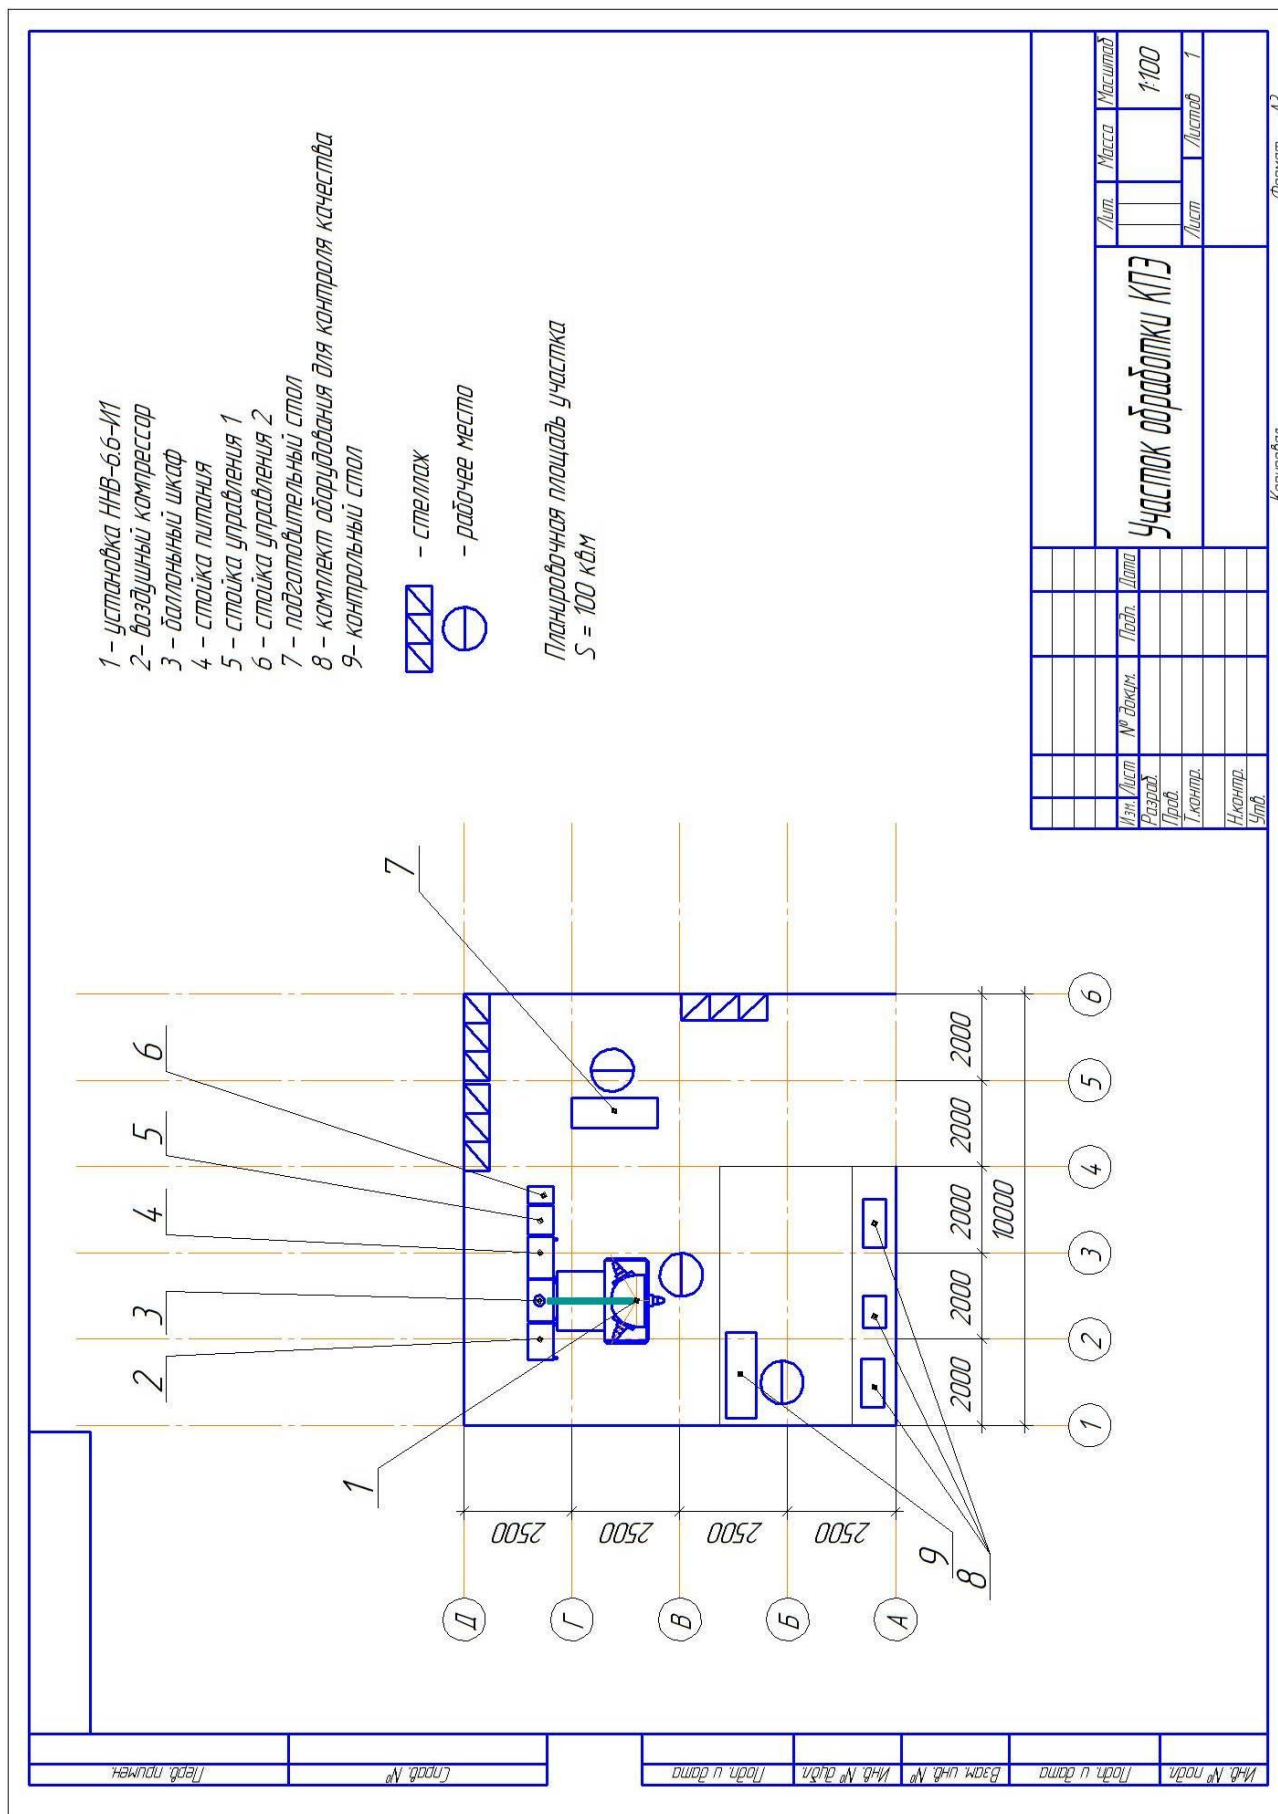 1 - установка ННВ-6.6-И1
2- воздушный компрессор
3 - баллоныный шкаф
4 - стойка питания
5 - стойка управления 1
6 - стойка управления 2
7 - подготовительный стол
8 - комплект оборудования для контроля качества
9- контрольный стол
- стеллаж
- рабочее место
Планировочная площадь участка
S = 100 кв.м
1
2
3
4
5
6
7
9
8
Д
Г
В
Б
А
2500
2500
2500
2500
2000
2000
2000
2000
2000
10000
1
2
3
4
5
6
Перв. примен.
Справ. №
Подп. и дата
Инв. № дубл.
Взам. инв. №
Подп. и дата
Инв. № подл.
Изм. Лист № докум. Подп. Дата
Разраб.
Пров.
Т.контр.
Н.контр.
Утв.
Участок обработки КПЭ
Лит. Масса Масштаб
1:100
Лист Листов 1
Копировал
Формат А3